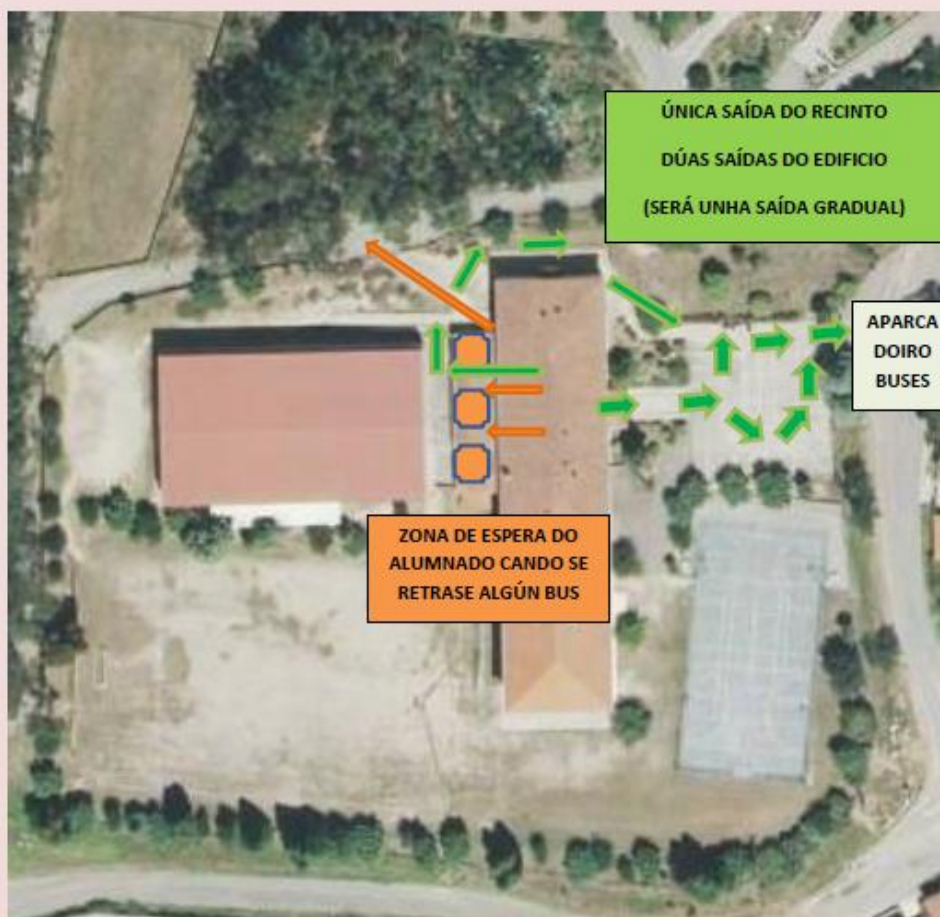 ÚNICA SAÍDA DO RECINTO
DÚAS SAÍDAS DO EDIFICIO
(SERÁ UNHA SAÍDA GRADUAL)
APARCA
DOIRO
BUSES
ZONA DE ESPERA DO
ALUMNADO CANDO SE
RETRASE ALGÚN BUS